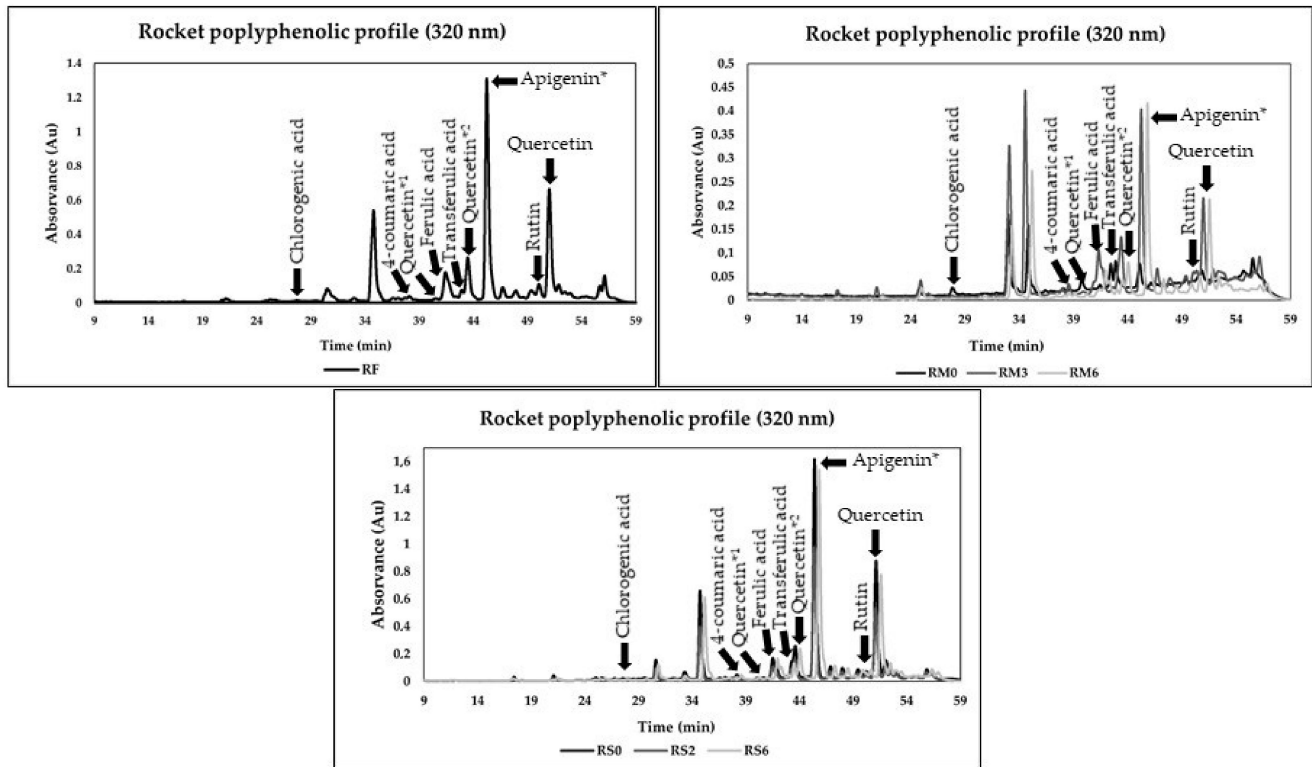 Rocket poplyphenolic profile (320 nm)
Absorvance (Au)
1.4
1.2
1
0.8
0.6
0.4
0.2
0
Chlorogenic acid
4-coumaric acid
Quercetin*1
Ferulic acid
Transferulic acid
Quercetin*2
Apigenin*
Rutin
Quercetin
9 14 19 24 29 34 39 44 49 54 59
Time (min)
RF
Rocket poplyphenolic profile (320 nm)
Absorvance (Au)
0,5
0,45
0,4
0,35
0,3
0,25
0,2
0,15
0,1
0,05
0
Chlorogenic acid
4-coumaric acid
Quercetin*1
Ferulic acid
Transferulic acid
Quercetin*2
Apigenin*
Rutin
Quercetin
9 14 19 24 29 34 39 44 49 54 59
Time (min)
RM0 RM3 RM6
Rocket poplyphenolic profile (320 nm)
Absorvance (Au)
1,6
1.4
1.2
1
0.8
0.6
0.4
0.2
0
Chlorogenic acid
4-coumaric acid
Quercetin*1
Ferulic acid
Transferulic acid
Quercetin*2
Apigenin*
Rutin
Quercetin
9 14 19 24 29 34 39 44 49 54 59
Time (min)
RS0 RS2 RS6